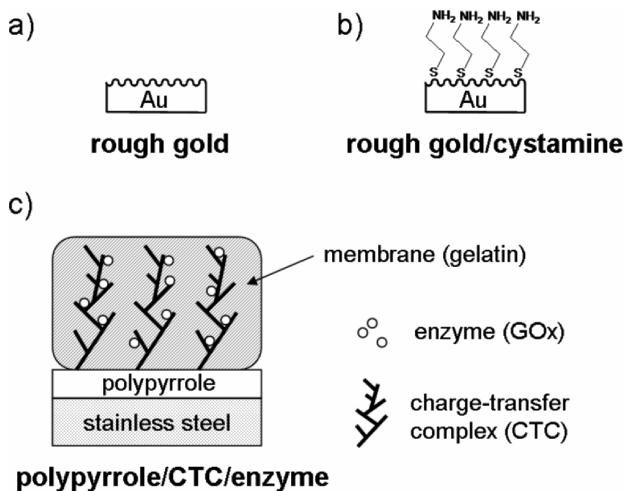 a)
Au
rough gold
b)
NH2 NH2 NH2 NH2
S S S S
Au
rough gold/cystamine
c)
membrane (gelatin)
enzyme (GOx)
polypyrrole
stainless steel
charge-transfer
complex (CTC)
polypyrrole/CTC/enzyme